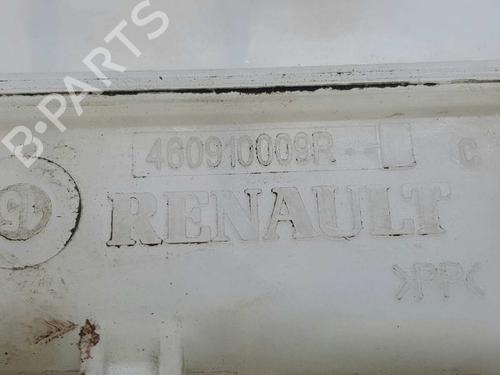 B-PARTS
460910009R--
C
RENAULT
>PP<